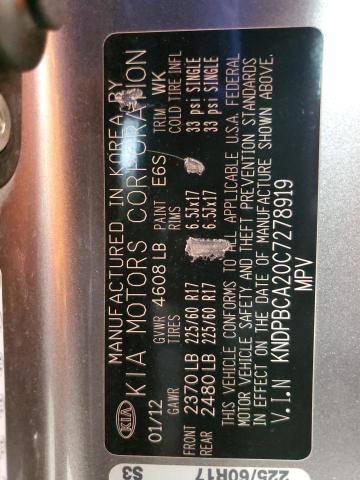 MANUFACTURED IN KOREA BY
KIA KIA MOTORS CORPORATION
01/12 GVWR 4608 LB PAINT E6S TRIM WK
GAWR TIRES RIMS COLD TIRE INFL
FRONT 2370 LB 225/60 R17 6.5Jx17 33 psi SINGLE
REAR 2480 LB 225/60 R17 6.5Jx17 33 psi SINGLE
THIS VEHICLE CONFORMS TO ALL APPLICABLE U.S.A. FEDERAL
MOTOR VEHICLE SAFETY AND THEFT PREVENTION STANDARDS
IN EFFECT ON THE DATE OF MANUFACTURE SHOWN ABOVE.
V.I.N KNDPBCA20C7278919
MPV
225/60R17
S3